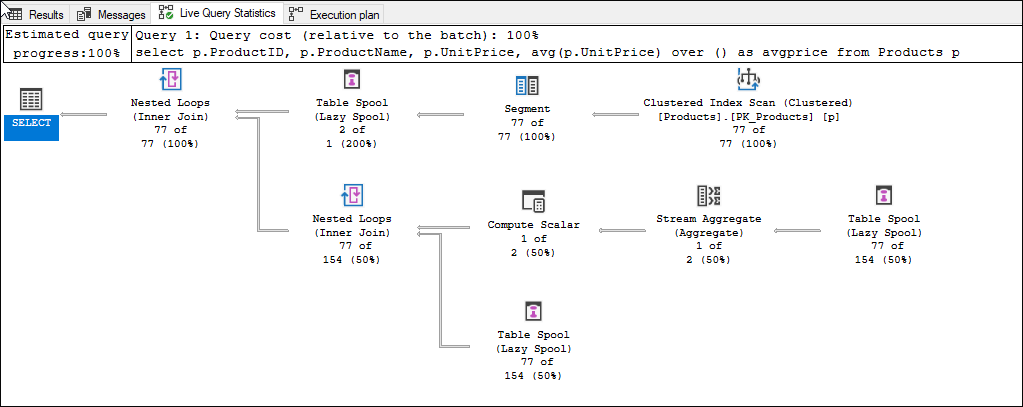 Results Messages Live Query Statistics Execution plan
Estimated query
progress:100%
Query 1: Query cost (relative to the batch): 100%
select p.ProductID, p.ProductName, p.UnitPrice, avg(p.UnitPrice) over () as avgprice from Products p
SELECT
Nested Loops
(Inner Join)
77 of
77 (100%)
Table Spool
(Lazy Spool)
2 of
1 (200%)
Segment
77 of
77 (100%)
Clustered Index Scan (Clustered)
[Products].[PK_Products] [p]
77 of
77 (100%)
Nested Loops
(Inner Join)
77 of
154 (50%)
Compute Scalar
1 of
2 (50%)
Stream Aggregate
(Aggregate)
1 of
2 (50%)
Table Spool
(Lazy Spool)
77 of
154 (50%)
Table Spool
(Lazy Spool)
77 of
154 (50%)